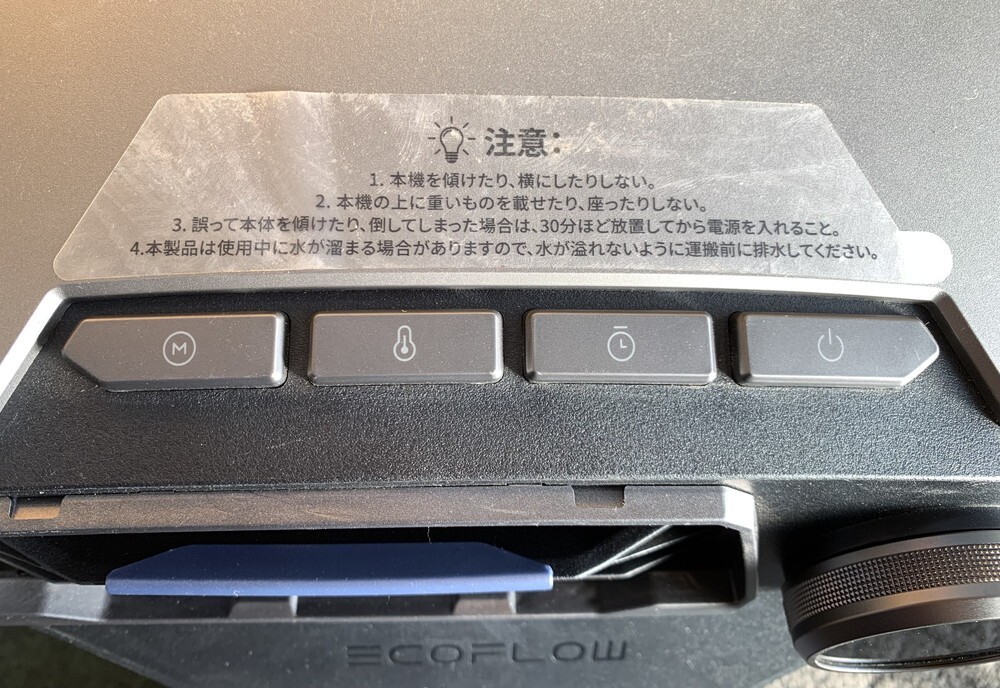 注意:
1. 本機を傾けたり、横にしたりしない。
2. 本機の上に重いものを載せたり、座ったりしない。
3. 誤って本体を傾けたり、倒してしまった場合は、30分ほど放置してから電源を入れること。
4.本製品は使用中に水が溜まる場合がありますので、水が溢れないように運搬前に排水してください。
M
ECOFLOW